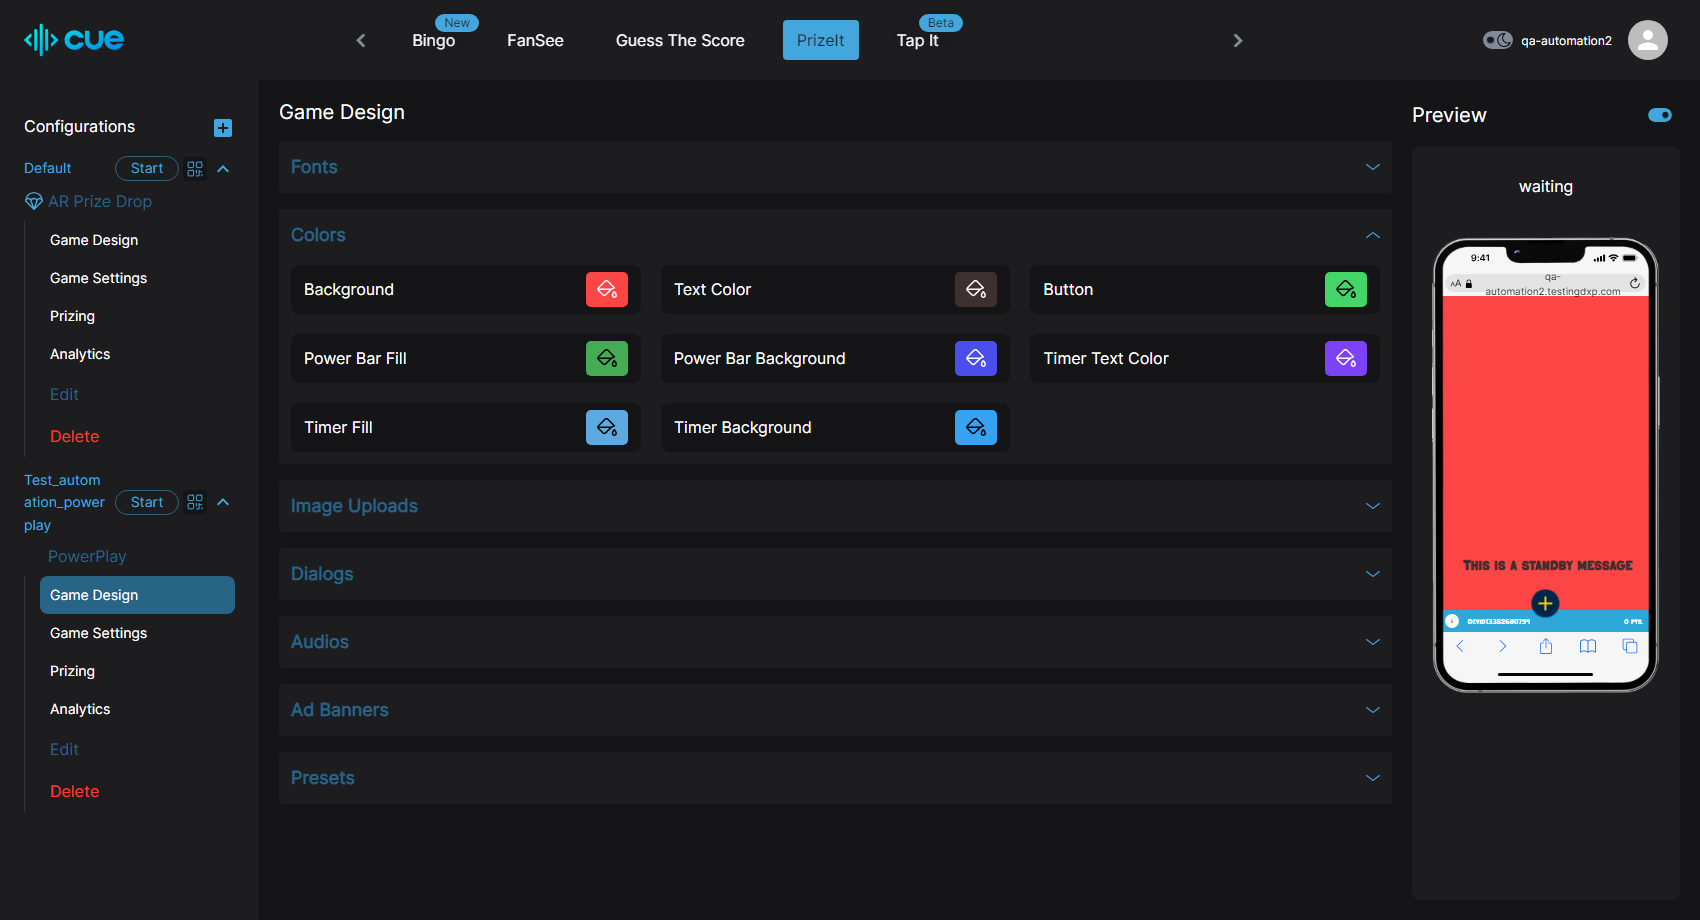 cue
Bingo
New
FanSee
Guess The Score
PrizeIt
Tap It
Beta
qa-automation2
Configurations
Default
Start
AR Prize Drop
Game Design
Game Settings
Prizing
Analytics
Edit
Delete
Test_autom
ation_power
play
Start
PowerPlay
Game Design
Game Settings
Prizing
Analytics
Edit
Delete
Game Design
Fonts
Colors
Background
Text Color
Button
Power Bar Fill
Power Bar Background
Timer Text Color
Timer Fill
Timer Background
Image Uploads
Dialogs
Audios
Ad Banners
Presets
Preview
waiting
9:41
AA
qa-
automation2.testingdxp.com
This is a standby message
0 PTS.